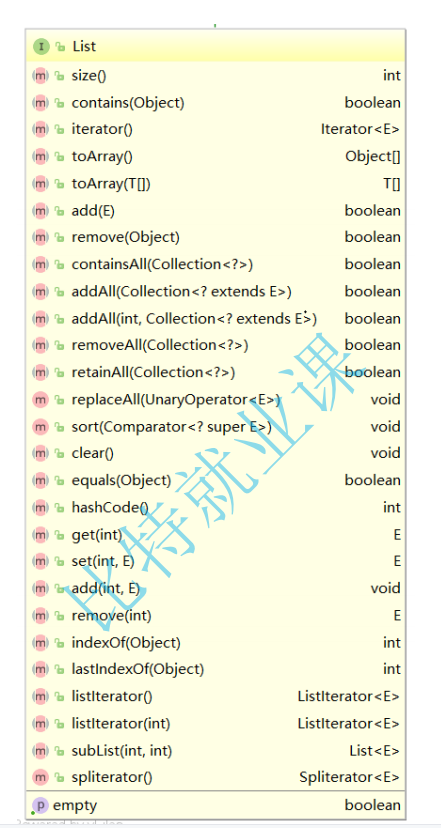 List
size() int
contains(Object) boolean
iterator() Iterator<E>
toArray() Object[]
toArray(T[]) T[]
add(E) boolean
remove(Object) boolean
containsAll(Collection<?>) boolean
addAll(Collection<? extends E>) boolean
addAll(int, Collection<? extends E>) boolean
removeAll(Collection<?>) boolean
retainAll(Collection<?>) boolean
replaceAll(UnaryOperator<E>) void
sort(Comparator<? super E>) void
clear() void
equals(Object) boolean
hashCode() int
get(int) E
set(int, E) E
add(int, E) void
remove(int) E
indexOf(Object) int
lastIndexOf(Object) int
listIterator() ListIterator<E>
listIterator(int) ListIterator<E>
subList(int, int) List<E>
spliterator() Spliterator<E>
empty boolean
比特就业课